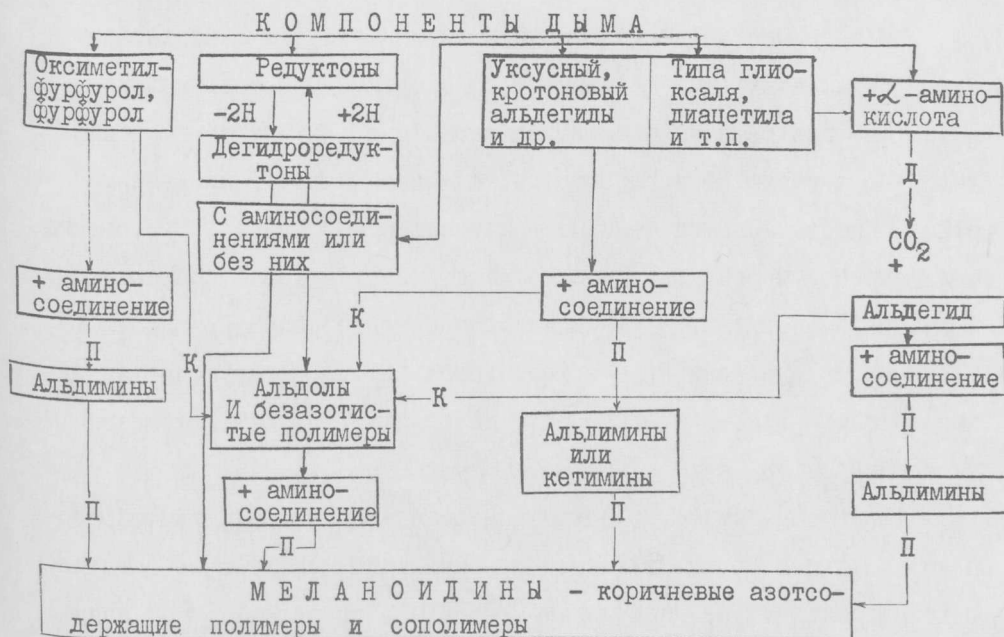 КОМПОНЕНТЫ ДЫМА
Оксиметил-
фурфурол,
фурфурол
Редуктоны
Уксусный,
кротоновый
альдегиды
и др.
Типа глио-
ксаля,
диацетила
и т.п.
+α-амино-
кислота
-2H
+2H
Дегидроредук-
тоны
Д
С аминосоеди-
нениями или
без них
CO2
+
+ амино-
соединение
+ амино-
соединение
Альдегид
К
П
П
+ амино-
соединение
К
Альдимины
Альдолы
И безазотис-
тые полимеры
К
П
Альдимины
или
кетимины
+ амино-
соединение
Альдимины
П
П
П
П
МЕЛАНОИДИНЫ - коричневые азотсо-
держащие полимеры и сополимеры